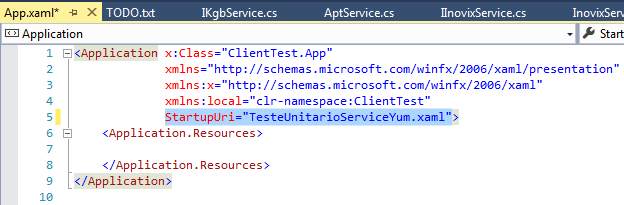 App.xaml* TODO.txt IKgbService.cs AptService.cs IInovixService.cs InovixServ
Application Start
1 <Application x:Class="ClientTest.App"
2 xmlns="http://schemas.microsoft.com/winfx/2006/xaml/presentation"
3 xmlns:x="http://schemas.microsoft.com/winfx/2006/xaml"
4 xmlns:local="clr-namespace:ClientTest"
5 StartupUri="TesteUnitarioServiceYum.xaml">
6 <Application.Resources>
7
8 </Application.Resources>
9 </Application>
10